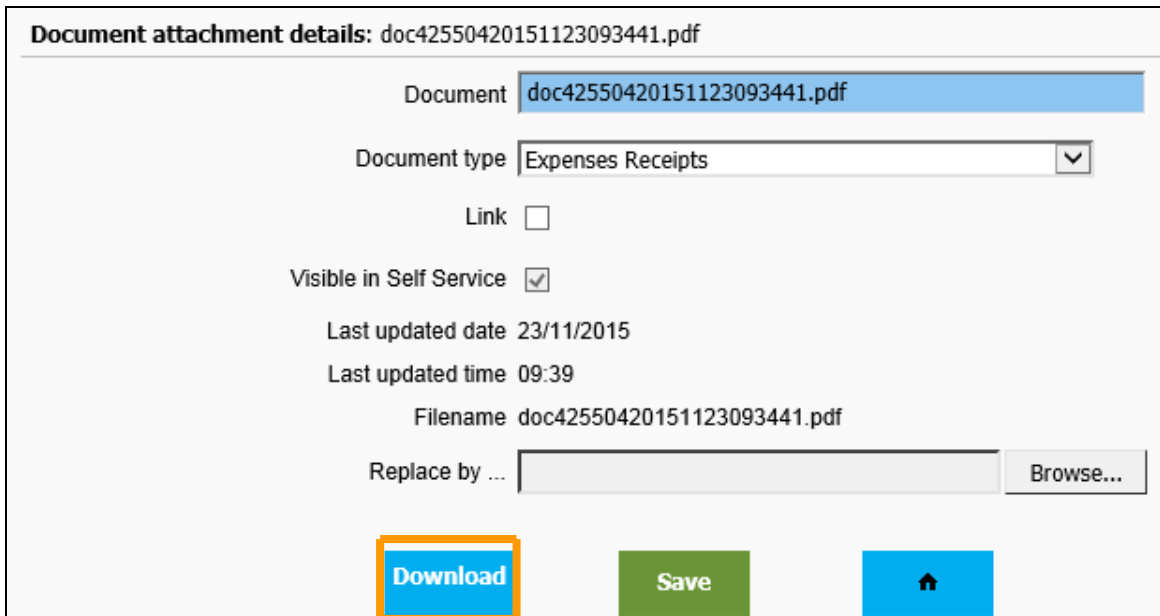 Document attachment details: doc42550420151123093441.pdf
Document doc42550420151123093441.pdf
Document type Expenses Receipts
Link
Visible in Self Service
Last updated date 23/11/2015
Last updated time 09:39
Filename doc42550420151123093441.pdf
Replace by ... Browse...
Download Save